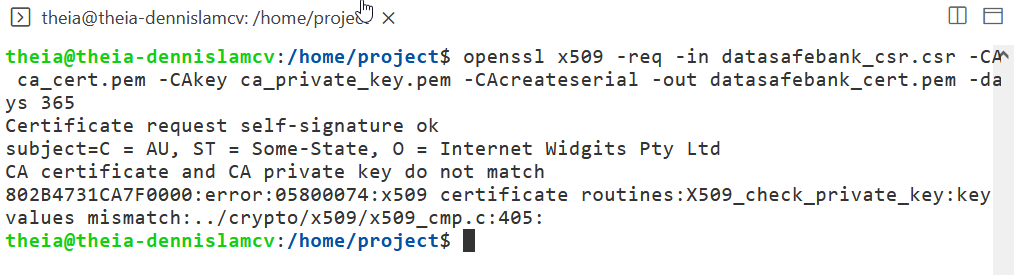 theia@theia-dennislamcv: /home/project
theia@theia-dennislamcv:/home/project$ openssl x509 -req -in datasafebank_csr.csr -CA
 ca_cert.pem -CAkey ca_private_key.pem -CAcreateserial -out datasafebank_cert.pem -da
ys 365
Certificate request self-signature ok
subject=C = AU, ST = Some-State, O = Internet Widgits Pty Ltd
CA certificate and CA private key do not match
802B4731CA7F0000:error:05800074:x509 certificate routines:X509_check_private_key:key
values mismatch:../crypto/x509/x509_cmp.c:405:
theia@theia-dennislamcv:/home/project$